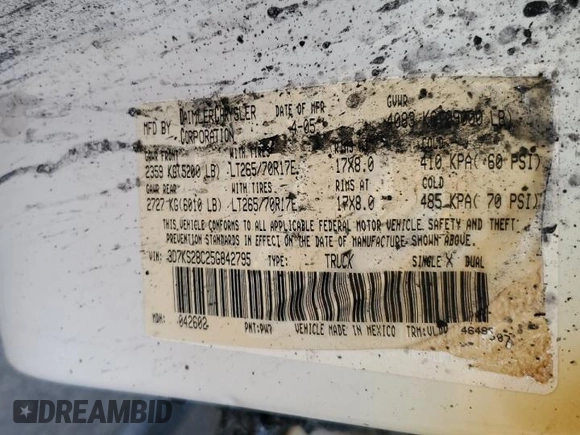 MFD BY DAIMLERCHRYSLER CORPORATION DATE OF MFR 4-05 GVWR
GWAR FRONT WITH TIRES RIMS AT COLD
2359 KG(5200 LB) LT265/70R17E 17X8.0 410 KPA( 60 PSI)
GAWR REAR WITH TIRES RIMS AT COLD
2727 KG(6010 LB) LT265/70R17E 17X8.0 485 KPA( 70 PSI)
THIS VEHICLE CONFORMS TO ALL APPLICABLE FEDERAL MOTOR VEHICLE SAFETY AND THEFT
PREVENTION STANDARDS IN EFFECT ON THE DATE OF MANUFACTURE SHOWN ABOVE.
VIN: 3D7KS28C25G842795 TYPE: TRUCK SINGLE X DUAL
MDH: 042602 PNT:PW7 VEHICLE MADE IN MEXICO
DREAMBID